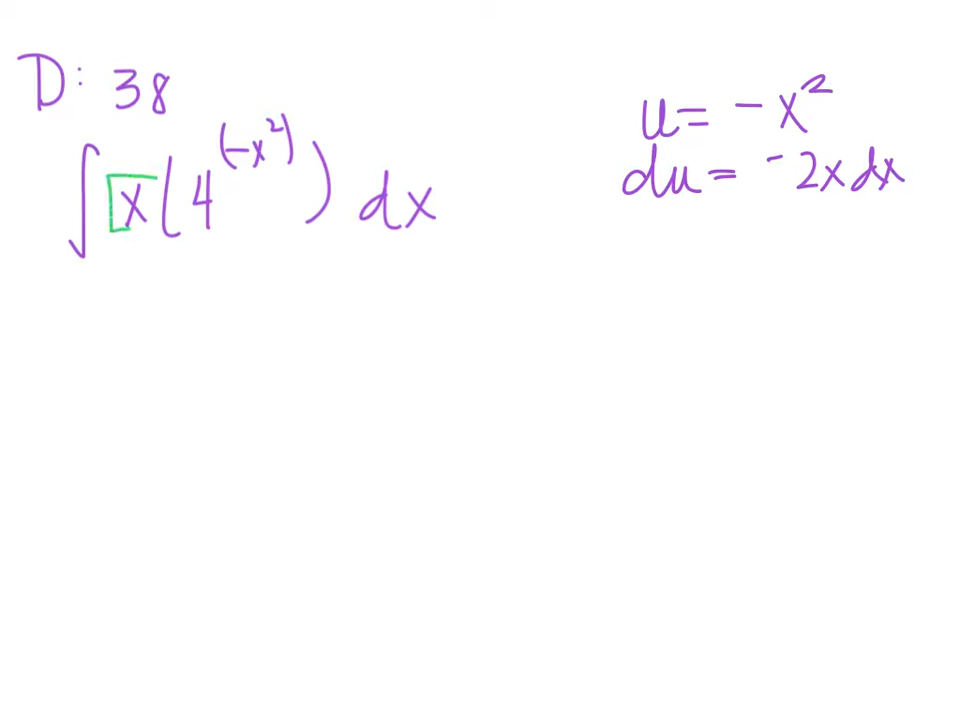 D: 38
∫ x (4^(-x²)) dx
u = -x²
du = -2x dx